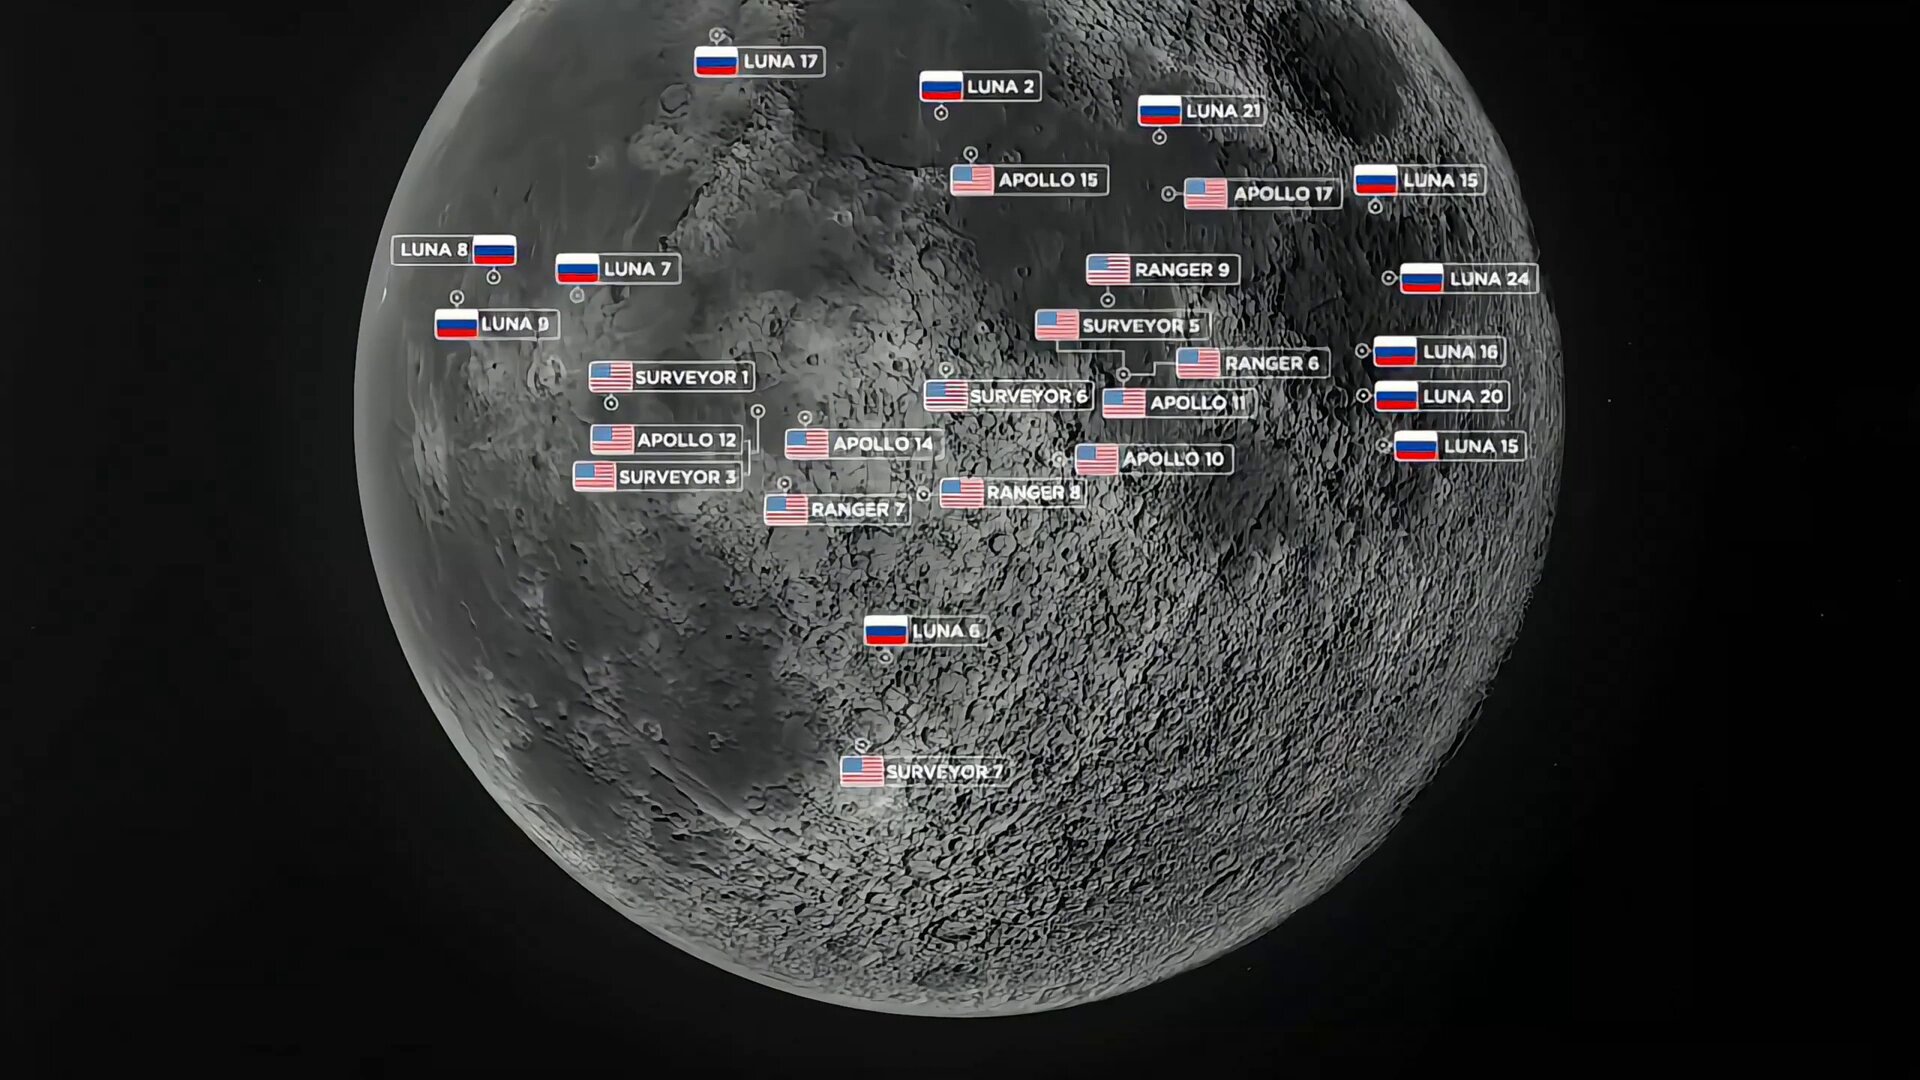 LUNA 17
LUNA 2
LUNA 21
APOLLO 15
LUNA 15
APOLLO 17
LUNA 8
LUNA 7
RANGER 9
LUNA 24
LUNA 9
SURVEYOR 5
LUNA 16
RANGER 6
SURVEYOR 1
SURVEYOR 6
LUNA 20
APOLLO 11
APOLLO 12
APOLLO 14
LUNA 15
APOLLO 10
SURVEYOR 3
RANGER 8
RANGER 7
LUNA 6
SURVEYOR 7